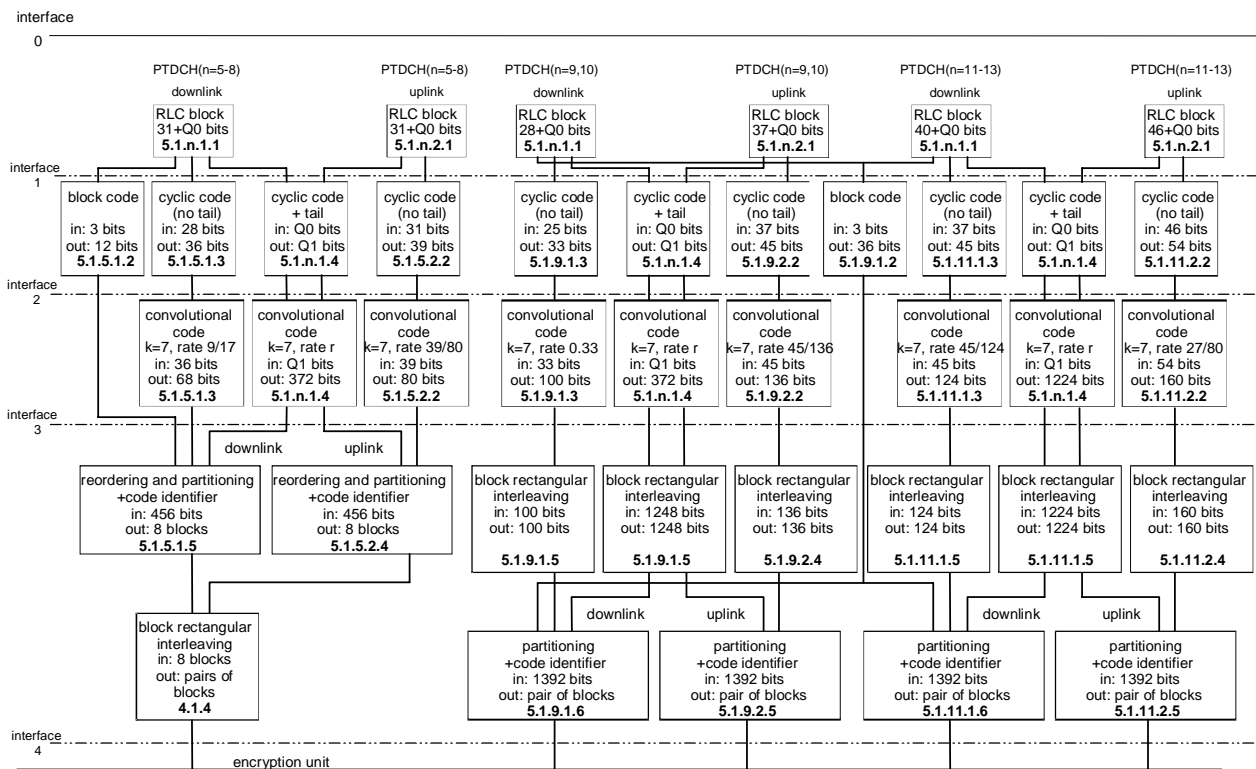 interface
0
PTDCH(n=5-8)
downlink
PTDCH(n=5-8)
uplink
PTDCH(n=9,10)
downlink
PTDCH(n=9,10)
uplink
PTDCH(n=11-13)
downlink
PTDCH(n=11-13)
uplink
RLC block
31+Q0 bits
5.1.n.1.1
RLC block
31+Q0 bits
5.1.n.2.1
RLC block
28+Q0 bits
5.1.n.1.1
RLC block
37+Q0 bits
5.1.n.2.1
RLC block
40+Q0 bits
5.1.n.1.1
RLC block
46+Q0 bits
5.1.n.2.1
interface
1
block code
in: 3 bits
out: 12 bits
5.1.5.1.2
cyclic code
(no tail)
in: 28 bits
out: 36 bits
5.1.5.1.3
cyclic code
+ tail
in: Q0 bits
out: Q1 bits
5.1.n.1.4
cyclic code
(no tail)
in: 31 bits
out: 39 bits
5.1.5.2.2
cyclic code
(no tail)
in: 25 bits
out: 33 bits
5.1.9.1.3
cyclic code
+ tail
in: Q0 bits
out: Q1 bits
5.1.n.1.4
cyclic code
(no tail)
in: 37 bits
out: 45 bits
5.1.9.2.2
block code
in: 3 bits
out: 36 bits
5.1.9.1.2
cyclic code
(no tail)
in: 37 bits
out: 45 bits
5.1.11.1.3
cyclic code
+ tail
in: Q0 bits
out: Q1 bits
5.1.n.1.4
cyclic code
(no tail)
in: 46 bits
out: 54 bits
5.1.11.2.2
interface
2
convolutional
code
k=7, rate 9/17
in: 36 bits
out: 68 bits
5.1.5.1.3
convolutional
code
k=7, rate r
in: Q1 bits
out: 372 bits
5.1.n.1.4
convolutional
code
k=7, rate 39/80
in: 39 bits
out: 80 bits
5.1.5.2.2
convolutional
code
k=7, rate 0.33
in: 33 bits
out: 100 bits
5.1.9.1.3
convolutional
code
k=7, rate r
in: Q1 bits
out: 372 bits
5.1.n.1.4
convolutional
code
k=7, rate 45/136
in: 45 bits
out: 136 bits
5.1.9.2.2
convolutional
code
k=7, rate 45/124
in: 45 bits
out: 124 bits
5.1.11.1.3
convolutional
code
k=7, rate r
in: Q1 bits
out: 1224 bits
5.1.n.1.4
convolutional
code
k=7, rate 27/80
in: 54 bits
out: 160 bits
5.1.11.2.2
interface
3
downlink
uplink
reordering and partitioning
+code identifier
in: 456 bits
out: 8 blocks
5.1.5.1.5
reordering and partitioning
+code identifier
in: 456 bits
out: 8 blocks
5.1.5.2.4
block rectangular
interleaving
in: 100 bits
out: 100 bits
5.1.9.1.5
block rectangular
interleaving
in: 1248 bits
out: 1248 bits
5.1.9.1.5
block rectangular
interleaving
in: 136 bits
out: 136 bits
5.1.9.2.4
block rectangular
interleaving
in: 124 bits
out: 124 bits
5.1.11.1.5
block rectangular
interleaving
in: 1224 bits
out: 1224 bits
5.1.11.1.5
block rectangular
interleaving
in: 160 bits
out: 160 bits
5.1.11.2.4
downlink
uplink
downlink
uplink
block rectangular
interleaving
in: 8 blocks
out: pairs of
blocks
4.1.4
partitioning
+code identifier
in: 1392 bits
out: pair of blocks
5.1.9.1.6
partitioning
+code identifier
in: 1392 bits
out: pair of blocks
5.1.9.2.5
partitioning
+code identifier
in: 1392 bits
out: pair of blocks
5.1.11.1.6
partitioning
+code identifier
in: 1392 bits
out: pair of blocks
5.1.11.2.5
interface
4
encryption unit